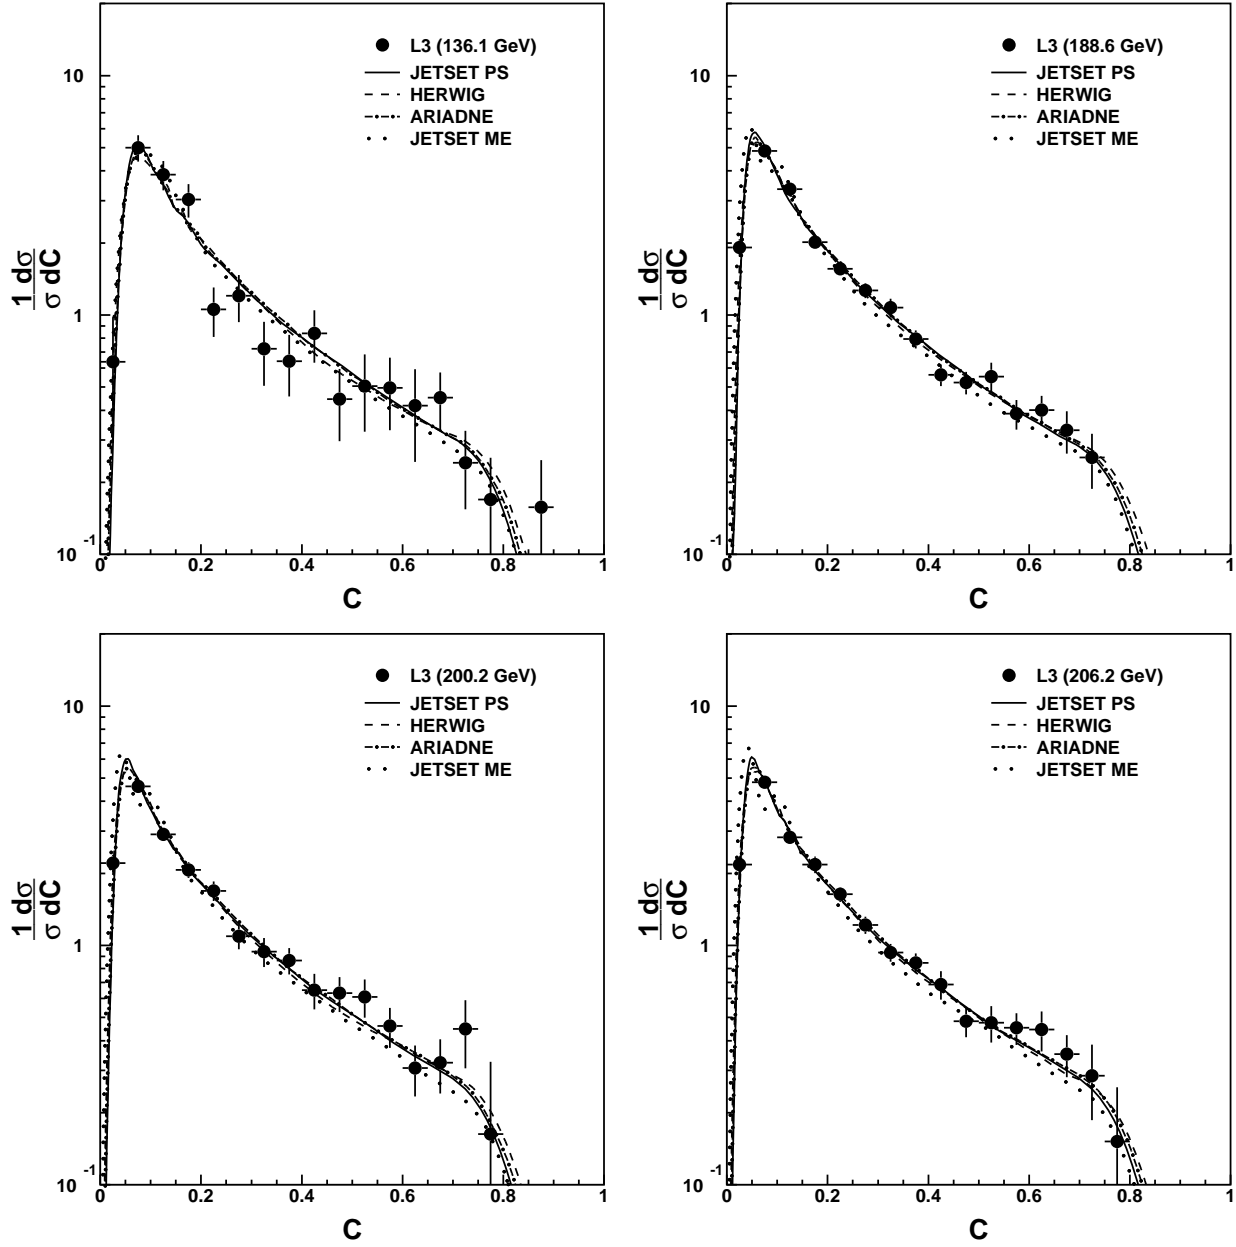 L3 (136.1 GeV)
JETSET PS
HERWIG
ARIADNE
JETSET ME
10
1
10 -1
1 dσ
σ dC
0 0.2 0.4 0.6 0.8 1
C
L3 (188.6 GeV)
JETSET PS
HERWIG
ARIADNE
JETSET ME
10
1
10 -1
1 dσ
σ dC
0 0.2 0.4 0.6 0.8 1
C
L3 (200.2 GeV)
JETSET PS
HERWIG
ARIADNE
JETSET ME
10
1
10 -1
1 dσ
σ dC
0 0.2 0.4 0.6 0.8 1
C
L3 (206.2 GeV)
JETSET PS
HERWIG
ARIADNE
JETSET ME
10
1
10 -1
1 dσ
σ dC
0 0.2 0.4 0.6 0.8 1
C